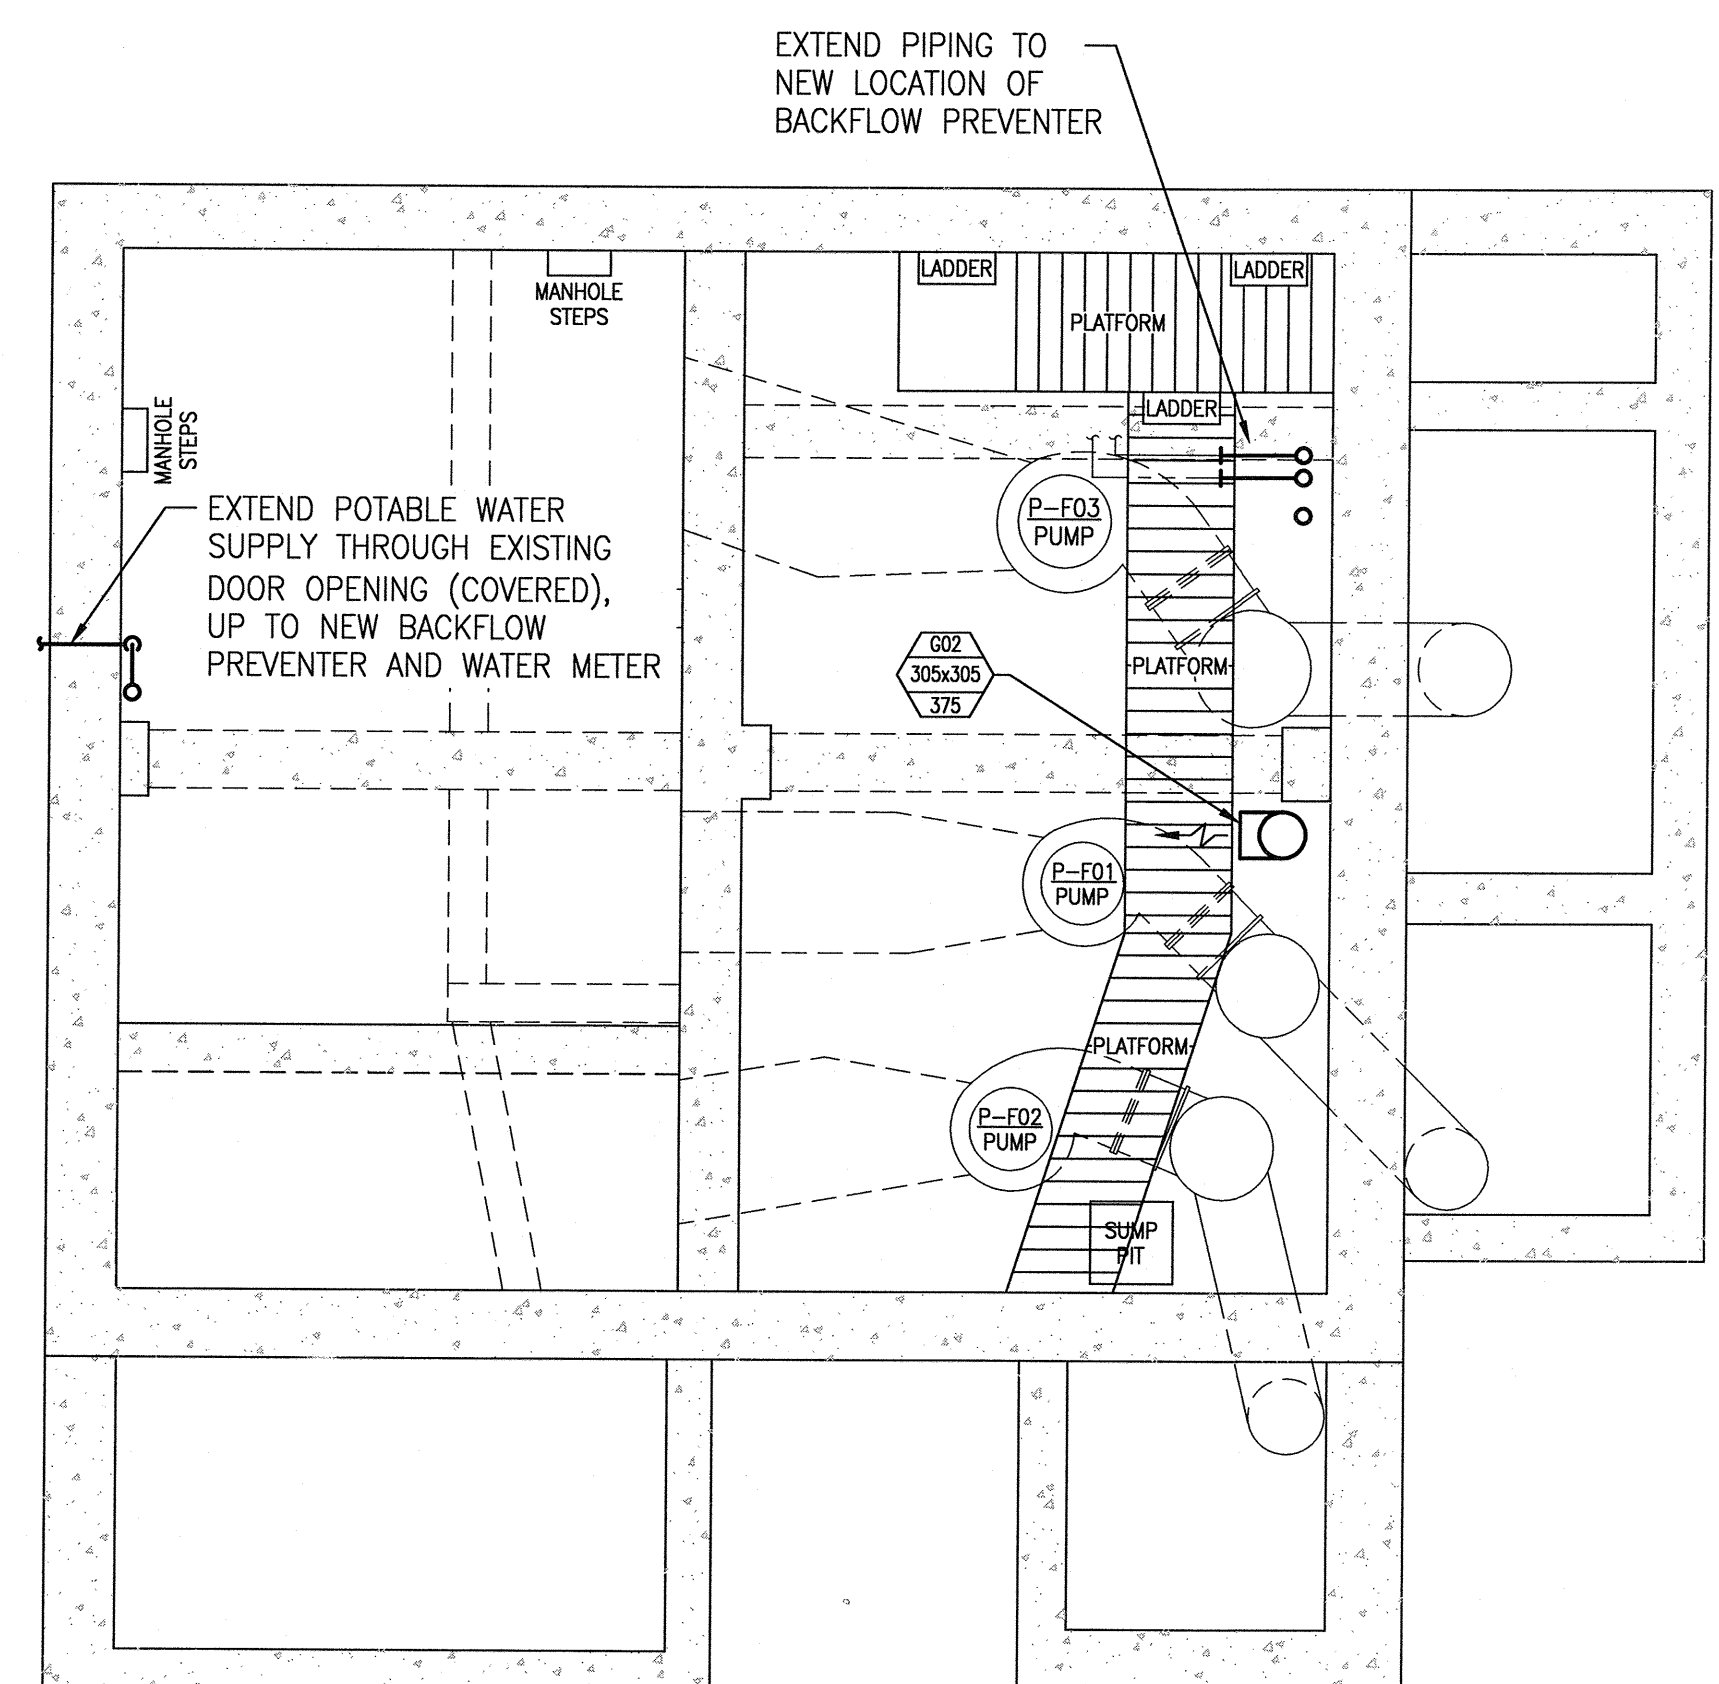 EXTEND PIPING TO
NEW LOCATION OF
BACKFLOW PREVENTER
LADDER
LADDER
MANHOLE
STEPS
PLATFORM
MANHOLE
STEPS
LADDER
EXTEND POTABLE WATER
SUPPLY THROUGH EXISTING
DOOR OPENING (COVERED),
UP TO NEW BACKFLOW
PREVENTER AND WATER METER
P-F03
PUMP
G02
305x305
375
PLATFORM
P-F01
PUMP
PLATFORM
P-F02
PUMP
SUMP
PIT